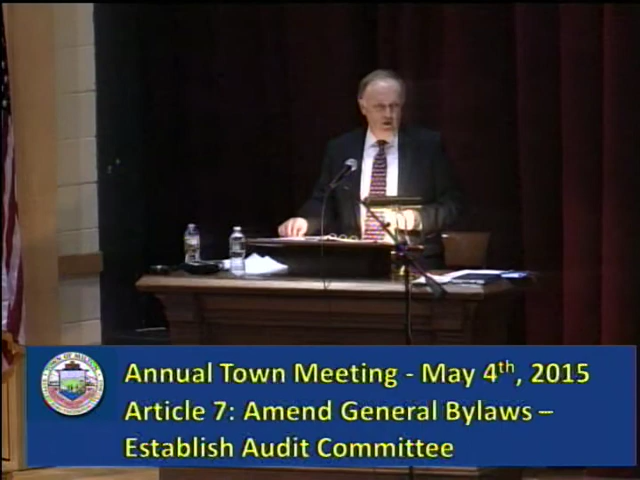 Annual Town Meeting - May 4th, 2015
Article 7: Amend General Bylaws –
Establish Audit Committee